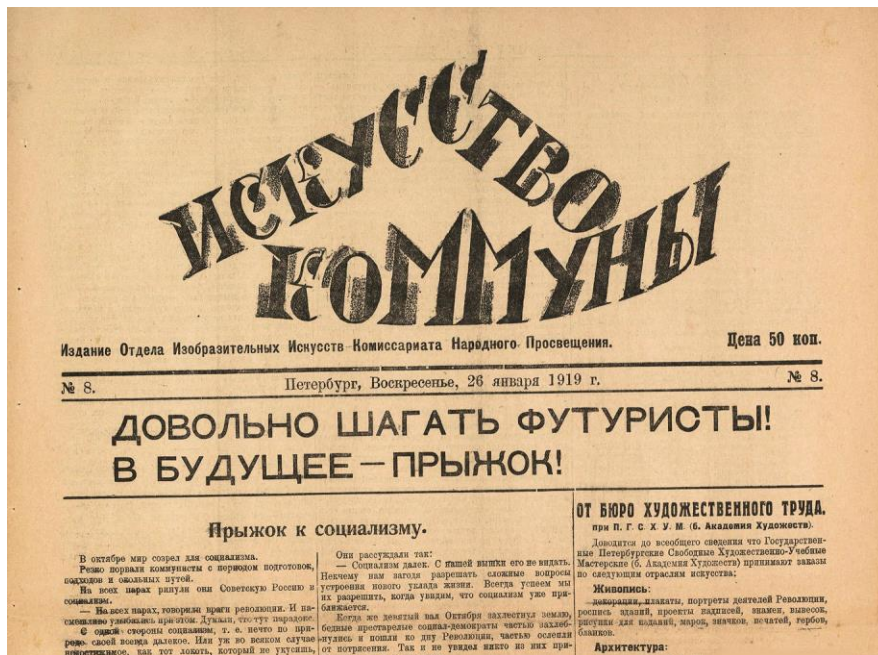 ИСКУССТВО
КОММУНЫ
Издание Отдела Изобразительных Искусств Комиссариата Народного Просвещения.
Цена 50 коп.
№ 8.
Петербург, Воскресенье, 26 января 1919 г.
№ 8.
ДОВОЛЬНО ШАГАТЬ ФУТУРИСТЫ!
В БУДУЩЕЕ — ПРЫЖОК!
Прыжок к социализму.
В октябре мир созрел для социализма.
Резко порвали коммунисты с периодом подготовок,
подходов и окольных путей.
На всех парах ринули они Советскую Россию в
социализм.
— На всех парах, говорили враги революции. И на-
смешливо улыбались при этом. Думали, что тут парадокс.
С одной стороны социализм, т. е. нечто по при-
роде своей всегда далекое. Или уж во всяком случае
непостижимое, как тот локоть, который не укусишь,
Они рассуждали так:
— Социализм далек. С нашей вышки его не видать.
Некчему нам загодя разрешать сложные вопросы
устроения нового уклада жизни. Всегда успеем мы
их разрешить, когда увидим, что социализм уже при-
ближается.
Когда же девятый вал Октября захлестнул землю,
бедные престарелые социал-демократы частью захлеб-
нулись и пошли ко дну Революции, частью ослепли
от потрясения. Так и не увидел никто из них при-
ОТ БЮРО ХУДОЖЕСТВЕННОГО ТРУДА.
при П. Г. С. Х. У. М. (б. Академия Художеств).
Доводится до всеобщего сведения что Государствен-
ные Петербургские Свободные Художественно-Учебные
Мастерские (б. Академия Художеств) принимают заказы
по следующим отраслям искусства:
Живопись:
декорации, плакаты, портреты деятелей Революции,
роспись зданий, проекты надписей, знамен, вывесок,
рисунки для изданий, марок, значков, печатей, гербов,
бланков.
Архитектура: